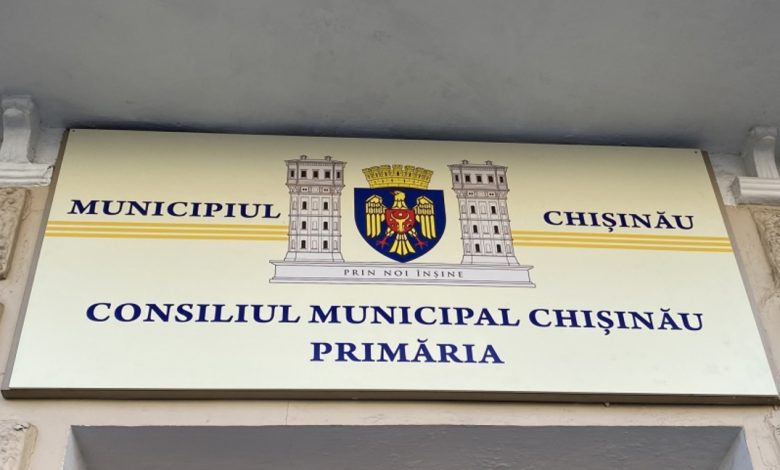 MUNICIPIUL CHIȘINĂU
PRIN NOI ÎNȘINE
CONSILIUL MUNICIPAL CHIȘINĂU
PRIMĂRIA